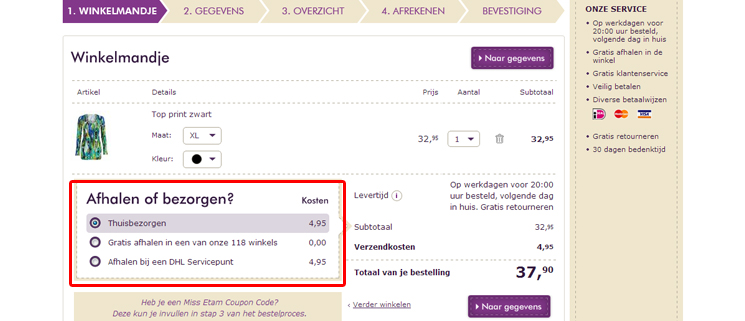 1. WINKELMANDJE
2. GEGEVENS
3. OVERZICHT
4. AFREKENEN
BEVESTIGING
Winkelmandje
Naar gegevens
Artikel Details Prijs Aantal Subtotaal
Top print zwart
Maat: XL
32,95 1 32,95
Kleur:
Afhalen of bezorgen? Kosten
Thuisbezorgen 4,95
Gratis afhalen in een van onze 118 winkels 0,00
Afhalen bij een DHL Servicepunt 4,95
Heb je een Miss Etam Coupon Code?
Deze kun je invullen in stap 3 van het bestelproces.
Levertijd i
Op werkdagen voor 20:00
uur besteld, volgende dag
in huis. Gratis retourneren
Subtotaal 32,95
Verzendkosten 4,95
Totaal van je bestelling 37,90
‹ Verder winkelen
Naar gegevens
ONZE SERVICE
Op werkdagen voor
20:00 uur besteld,
volgende dag in huis
Gratis afhalen in de
winkel
Gratis klantenservice
Veilig betalen
Diverse betaalwijzen
iD
VISA
Gratis retourneren
30 dagen bedenktijd